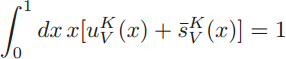 ∫₀¹ dx x[u_V^K(x) + s̄_V^K(x)] = 1